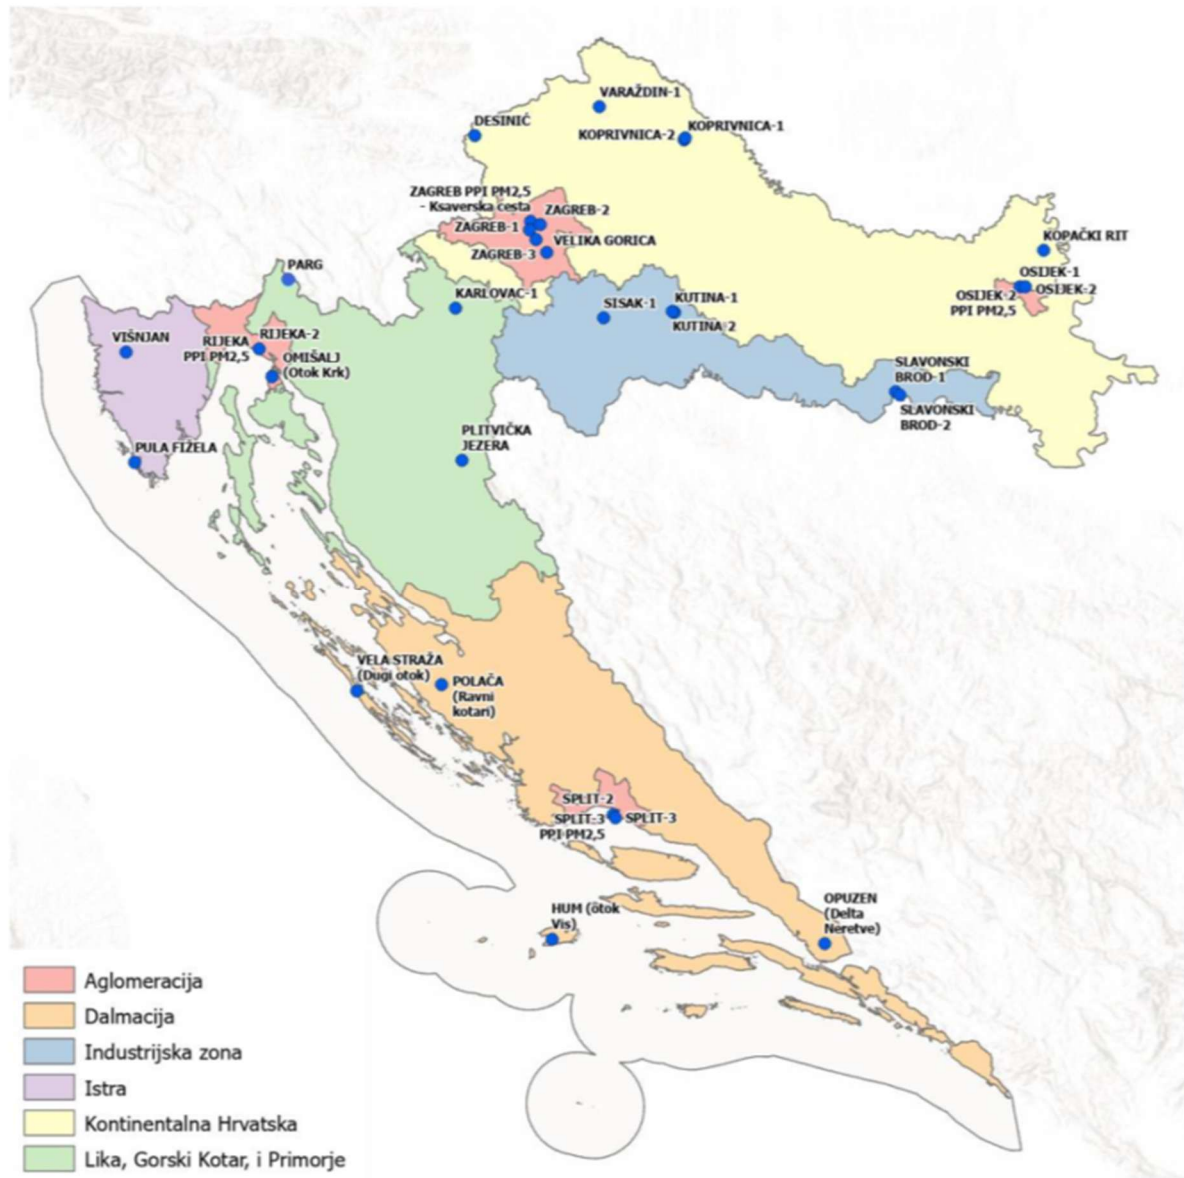 VARAŽDIN-1
DESINIĆ
KOPRIVNICA-1
KOPRIVNICA-2
ZAGREB PPI PM2,5
- Ksaverska cesta
ZAGREB-2
ZAGREB-1
VELIKA GORICA
ZAGREB-3
KOPAČKI RIT
PARG
OSIJEK-1
OSIJEK-2
OSIJEK-2
PPI PM2,5
KARLOVAC-1
SISAK-1
KUTINA-1
KUTINA-2
VIŠNJAN
RIJEKA-2
RIJEKA
PPI PM2,5
OMIŠALJ
(Otok Krk)
SLAVONSKI
BROD-1
SLAVONSKI
BROD-2
PULA FIŽELA
PLITVIČKA
JEZERA
VELA STRAŽA
(Dugi otok)
POLAČA
(Ravni
kotari)
SPLIT-2
SPLIT-3
PPI PM2,5
SPLIT-3
OPUZEN
(Delta
Neretve)
HUM (otok
Vis)
Aglomeracija
Dalmacija
Industrijska zona
Istra
Kontinentalna Hrvatska
Lika, Gorski Kotar, i Primorje